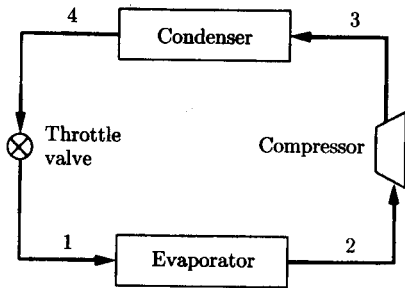 4
Condenser
3
Throttle
valve
Compressor
1
Evaporator
2